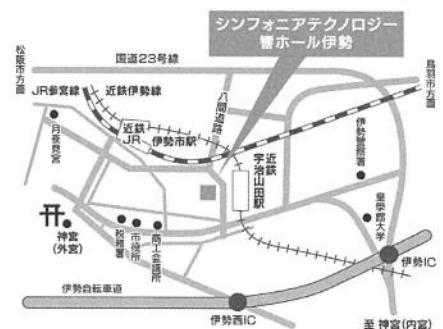 シンフォニアテクノロジー
響ホール伊勢
松阪市方面
国道23号線
鳥羽市方面
JR参宮線
近鉄伊勢線
八間道路
近鉄
JR
伊勢市駅
月夜見宮
近鉄
宇治山田駅
伊勢警察署
皇學館大学
神宮
(外宮)
税務署
市役所
商工会議所
伊勢IC
伊勢自転車道
伊勢西IC
至 神宮(内宮)